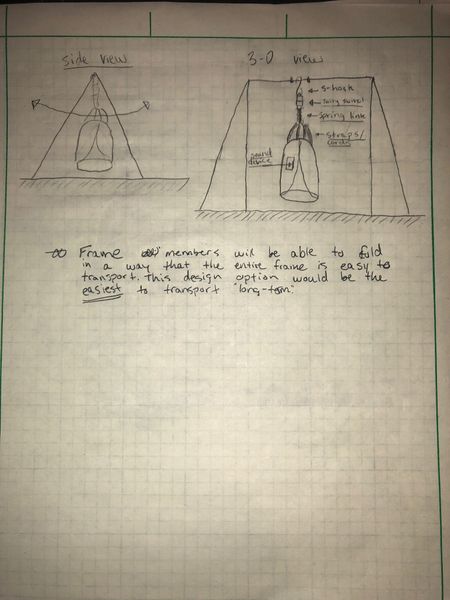 side view
3-D view
s-hook
safty swivel
spring link
straps/
cords
sound
device
Frame members will be able to fold
in a way that the entire frame is easy to
transport. This design option would be the
easiest to transport "long-term."